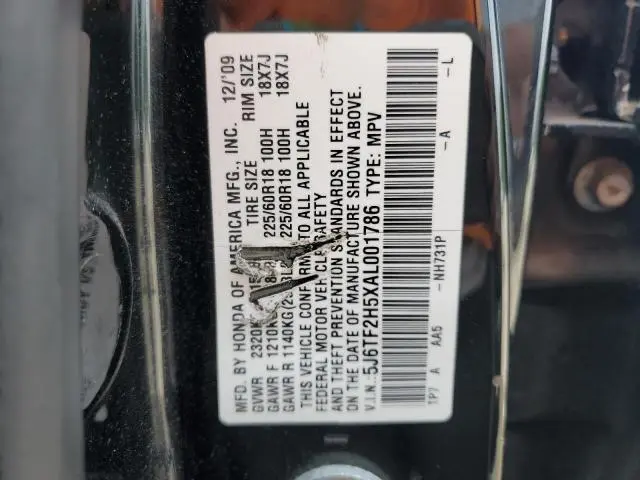 MFD. BY HONDA OF AMERICA MFG., INC. 12/'09
GVWR 2320 TIRE SIZE RIM SIZE
GAWR F 1210KG 225/60R18 100H 18X7J
GAWR R 1140KG 225/60R18 100H 18X7J
THIS VEHICLE CONFORMS TO ALL APPLICABLE
FEDERAL MOTOR VEHICLE SAFETY
AND THEFT PREVENTION STANDARDS IN EFFECT
ON THE DATE OF MANUFACTURE SHOWN ABOVE.
V.I.N.: 5J6TF2H5XAL001786 TYPE: MPV
-NH731P -A -L
TP7 A AA5